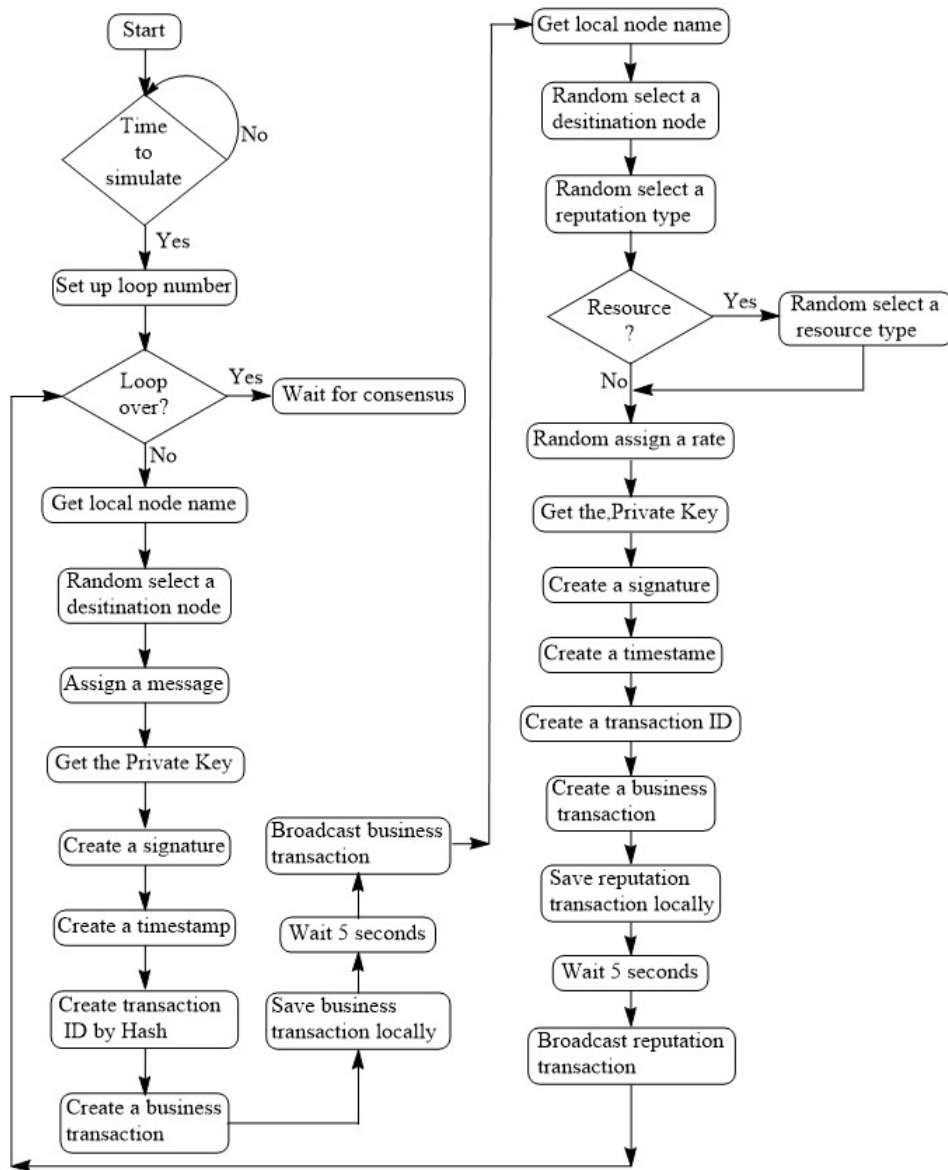 Start
Time
to
simulate
No
Yes
Set up loop number
Loop
over?
Yes
Wait for consensus
No
Get local node name
Random select a
desitination node
Assign a message
Get the Private Key
Create a signature
Create a timestamp
Create transaction
ID by Hash
Create a business
transaction
Save business
transaction locally
Wait 5 seconds
Broadcast business
transaction
Get local node name
Random select a
desitination node
Random select a
reputation type
Resource
?
Yes
Random select a
resource type
No
Random assign a rate
Get the,Private Key
Create a signature
Create a timestame
Create a transaction ID
Create a business
transaction
Save reputation
transaction locally
Wait 5 seconds
Broadcast reputation
transaction